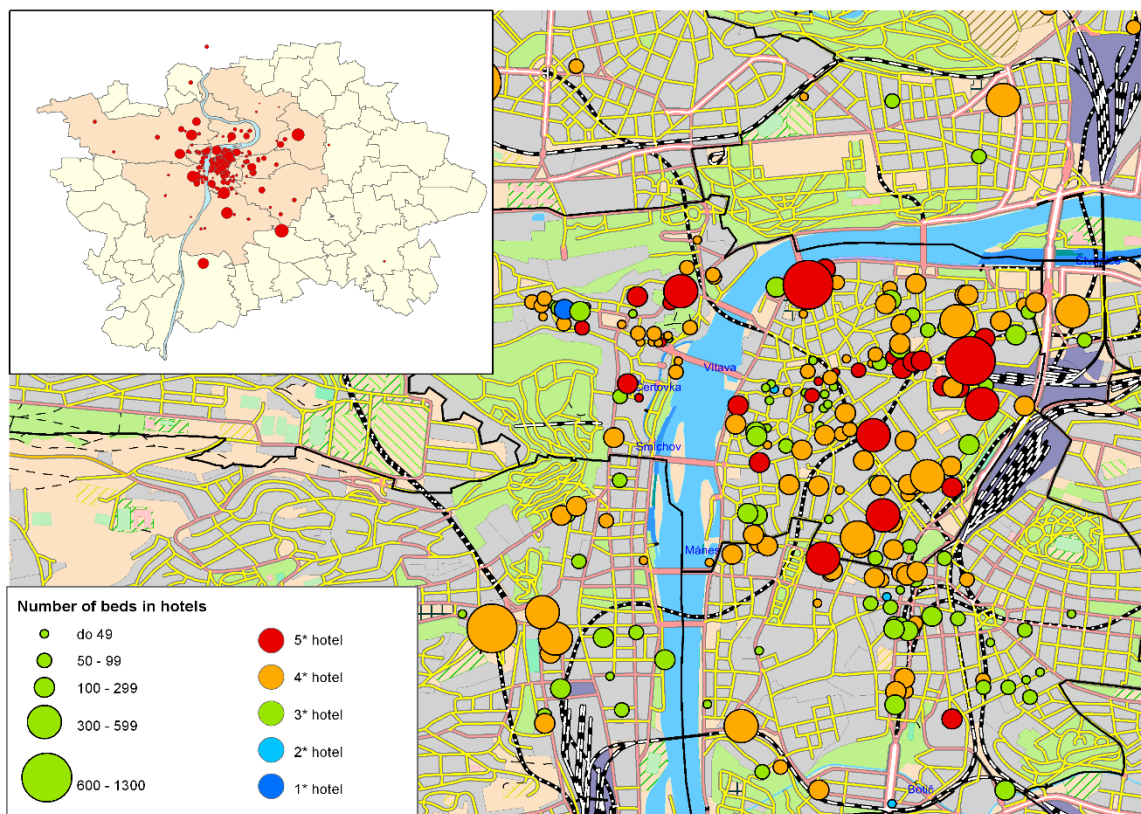 Vltava
Čertovka
Smíchov
Mánes
Botič
Number of beds in hotels
do 49
50 - 99
100 - 299
300 - 599
600 - 1300
5* hotel
4* hotel
3* hotel
2* hotel
1* hotel